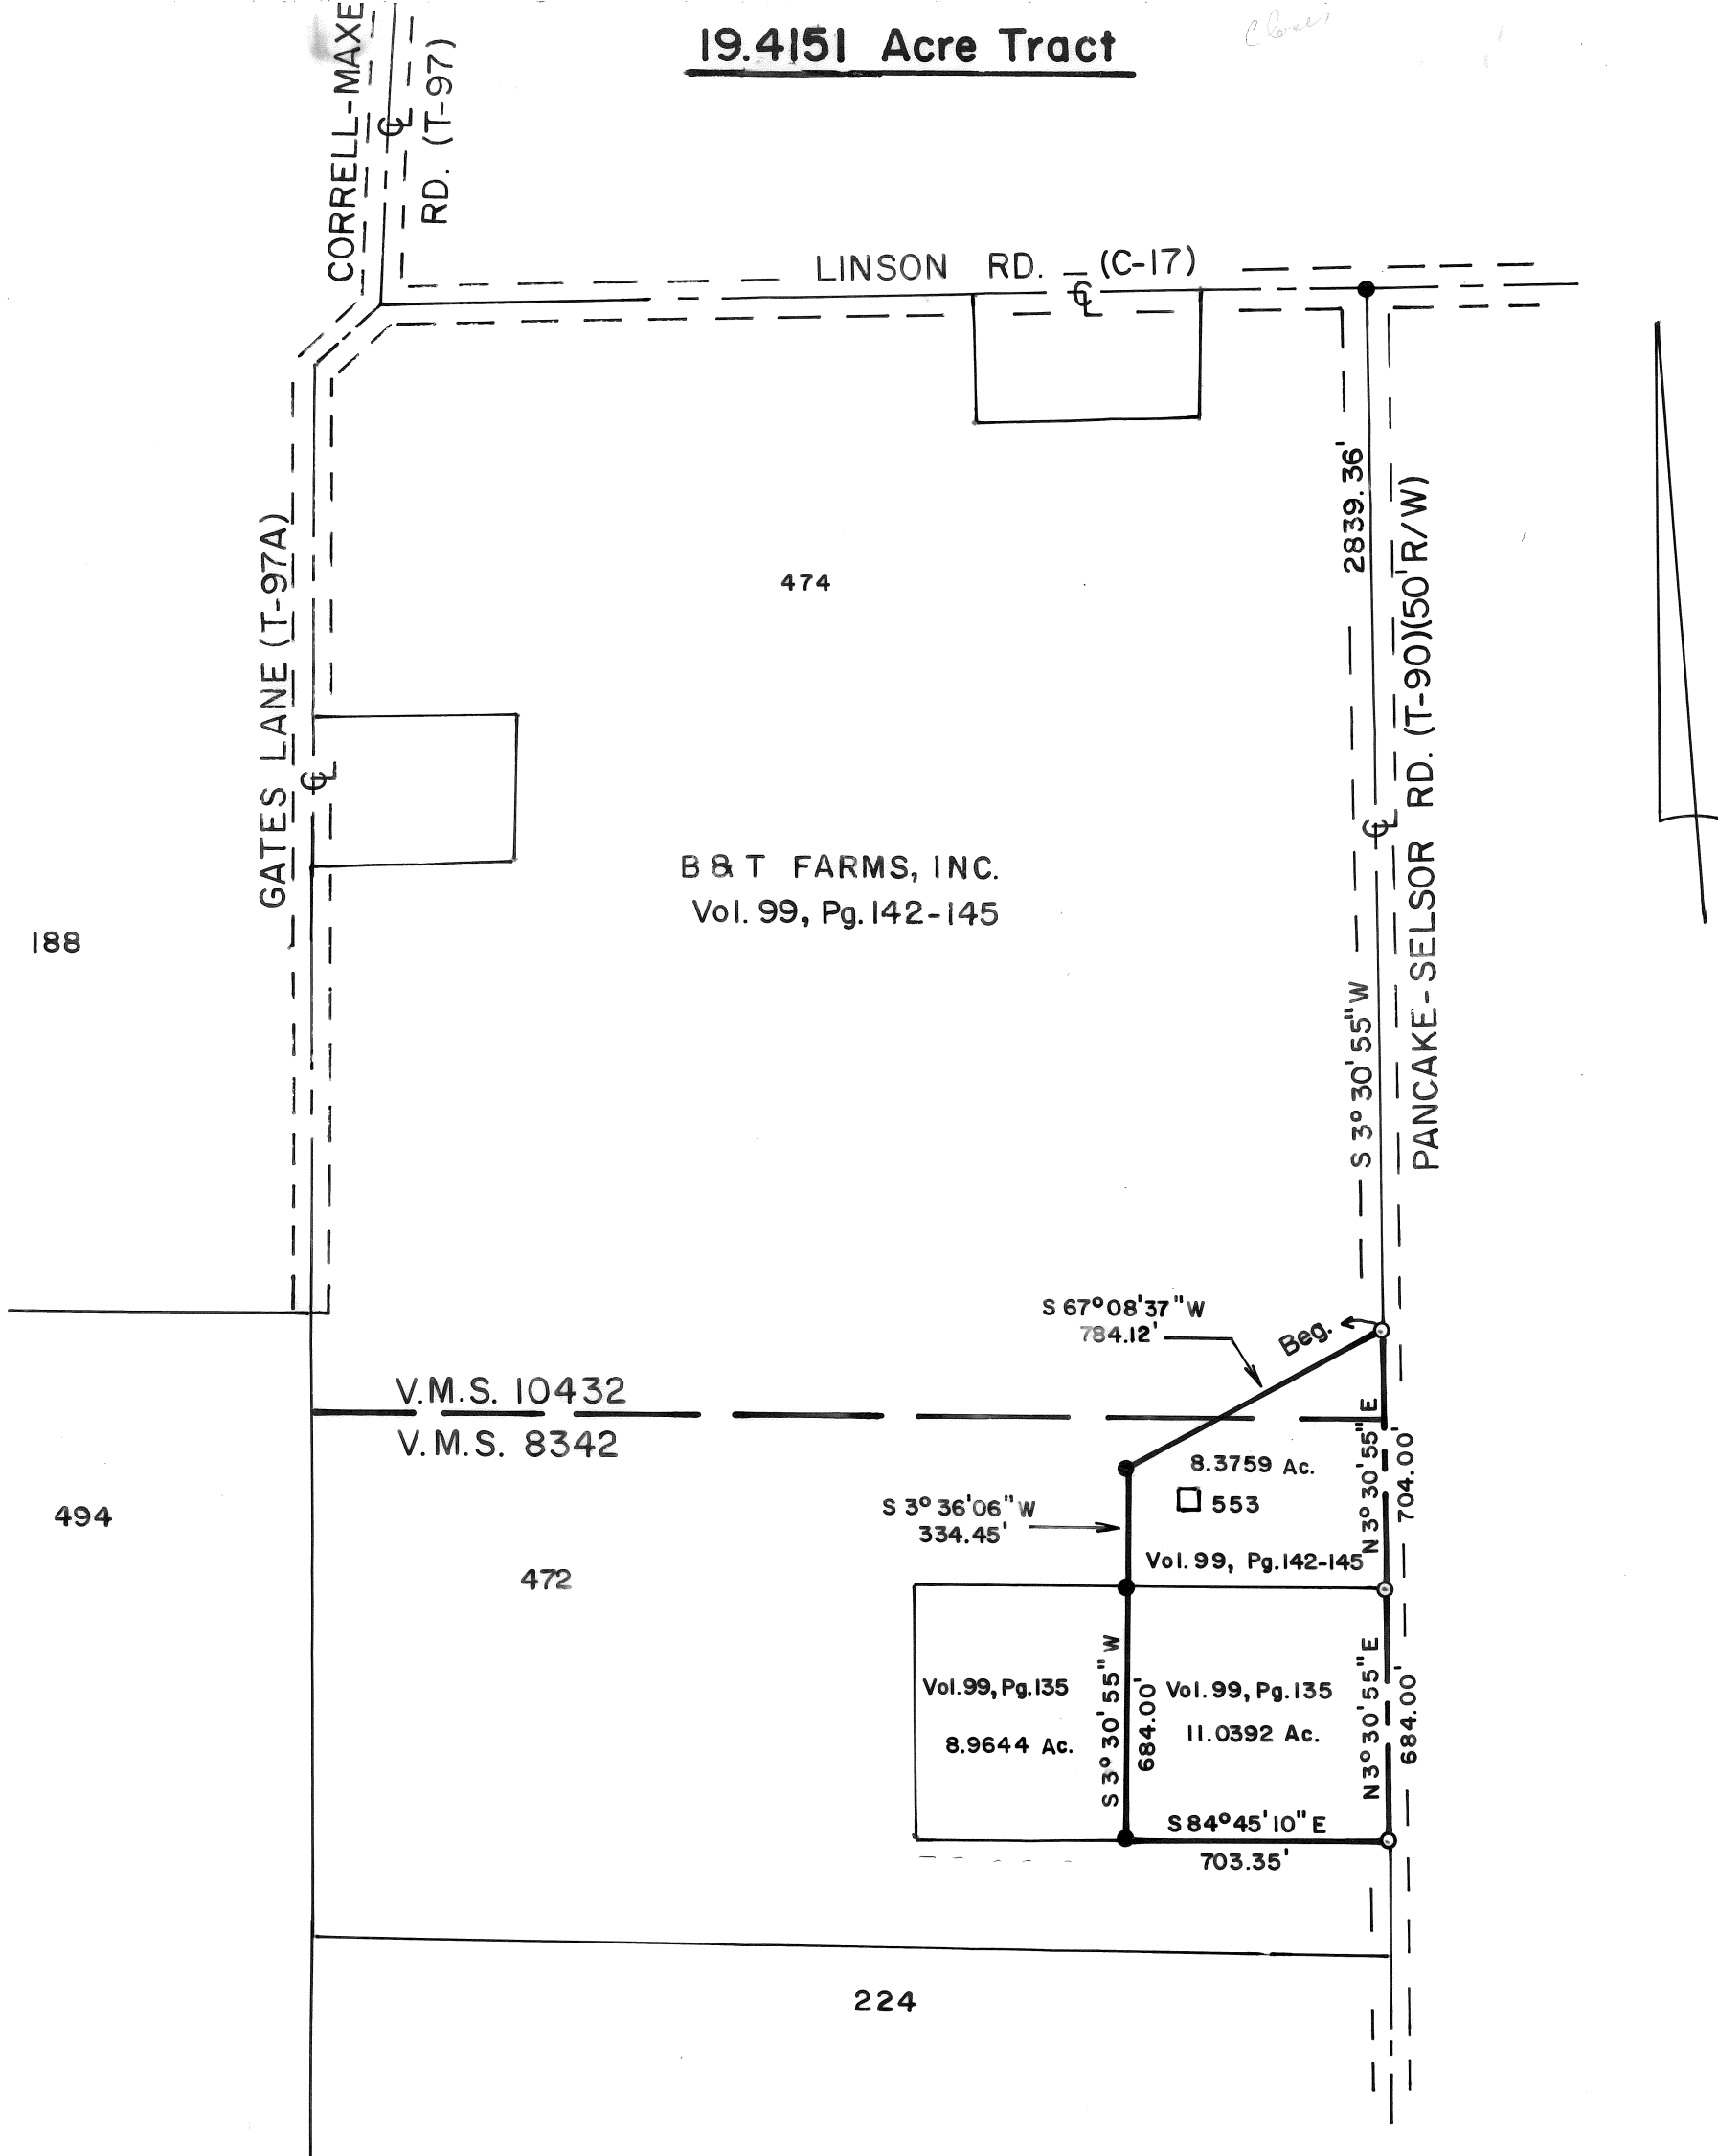 19.4151 Acre Tract
CORRELL-MAXE
RD. (T-97)
LINSON RD. (C-17)
℄
℄
2839.36'
GATES LANE (T-97A)
PANCAKE-SELSOR RD. (T-90)(50' R/W)
474
℄
℄
B & T FARMS, INC.
Vol. 99, Pg. 142-145
188
S 3° 30' 55" W
S 67° 08' 37" W
784.12'
Beg.
V.M.S. 10432
V.M.S. 8342
N 3° 30' 55" E
704.00'
8.3759 Ac.
553
494
S 3° 36' 06" W
334.45'
Vol. 99, Pg. 142-145
472
Vol. 99, Pg. 135
8.9644 Ac.
S 3° 30' 55" W
684.00'
Vol. 99, Pg. 135
11.0392 Ac.
N 3° 30' 55" E
684.00'
S 84° 45' 10" E
703.35'
224